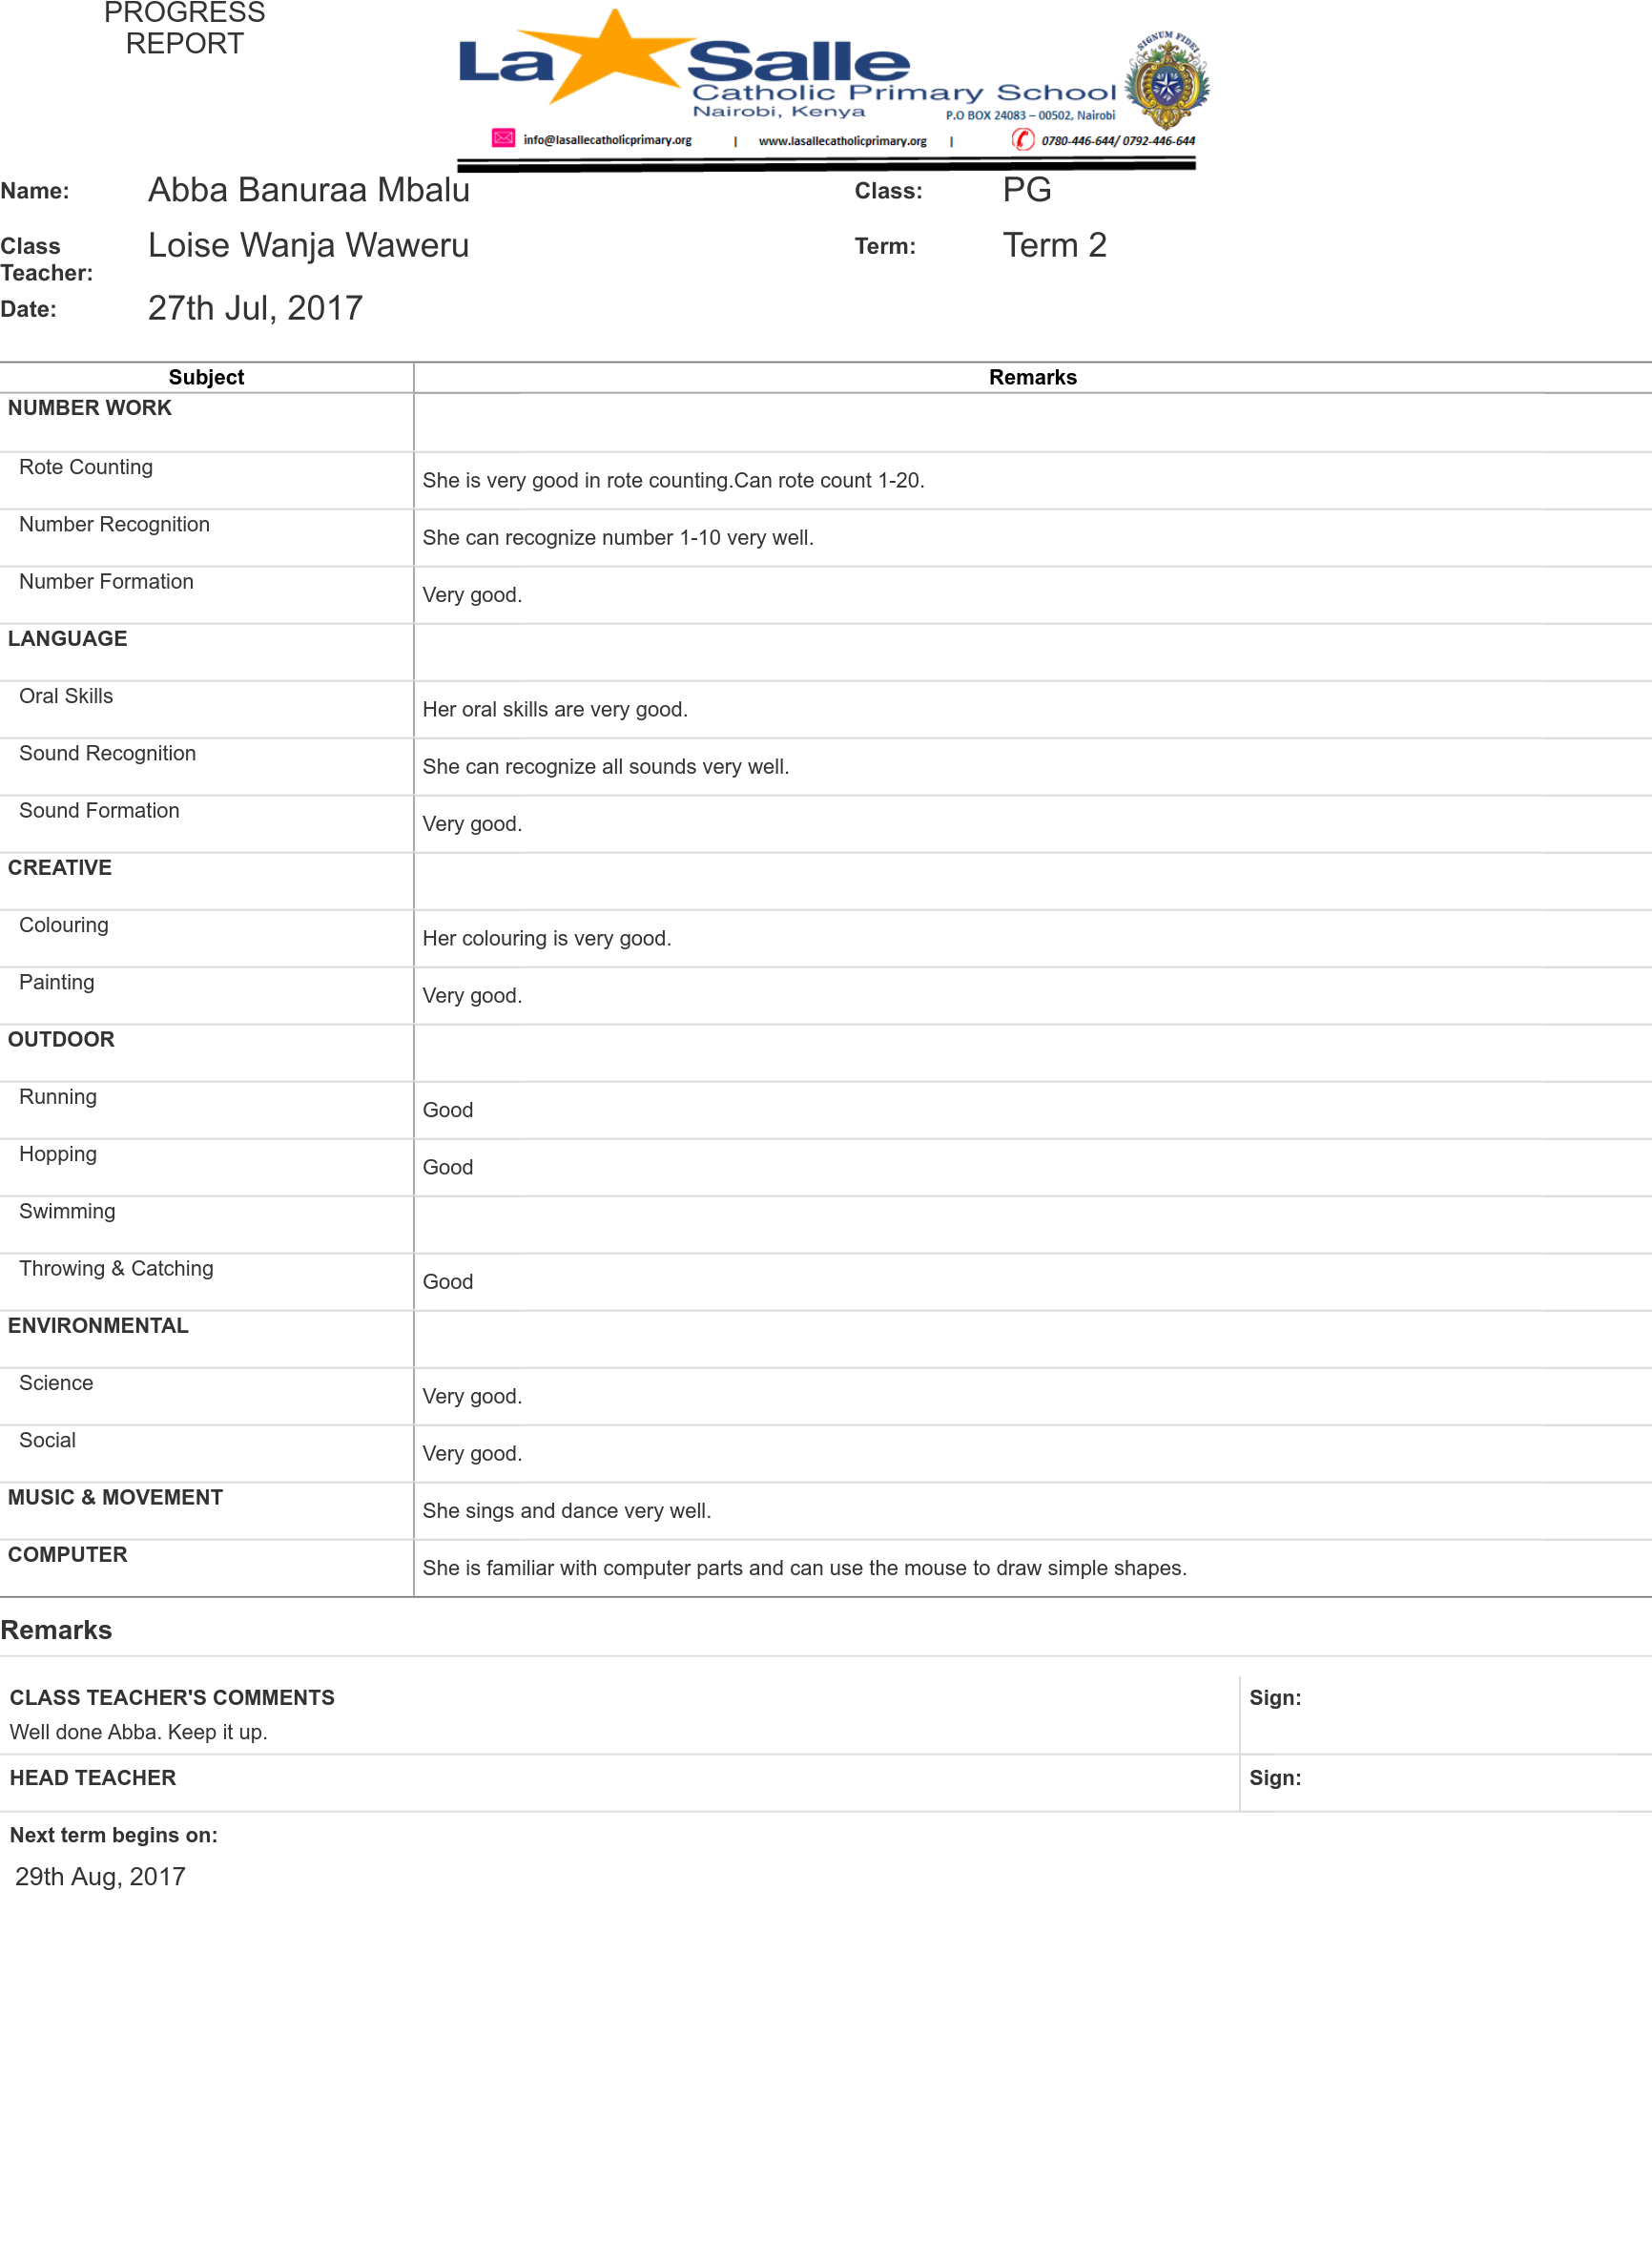 PROGRESS
REPORT
La Salle
Catholic Primary School
Nairobi, Kenya
P.O BOX 24083 – 00502, Nairobi
SIGNUM FIDEI
info@lasallecatholicprimary.org | www.lasallecatholicprimary.org | 0780-446-644/ 0792-446-644
Name: Abba Banuraa Mbalu Class: PG
Class Teacher: Loise Wanja Waweru Term: Term 2
Date: 27th Jul, 2017
Subject Remarks
NUMBER WORK
Rote Counting She is very good in rote counting.Can rote count 1-20.
Number Recognition She can recognize number 1-10 very well.
Number Formation Very good.
LANGUAGE
Oral Skills Her oral skills are very good.
Sound Recognition She can recognize all sounds very well.
Sound Formation Very good.
CREATIVE
Colouring Her colouring is very good.
Painting Very good.
OUTDOOR
Running Good
Hopping Good
Swimming
Throwing & Catching Good
ENVIRONMENTAL
Science Very good.
Social Very good.
MUSIC & MOVEMENT She sings and dance very well.
COMPUTER She is familiar with computer parts and can use the mouse to draw simple shapes.
Remarks
CLASS TEACHER'S COMMENTS Sign:
Well done Abba. Keep it up.
HEAD TEACHER Sign:
Next term begins on:
29th Aug, 2017